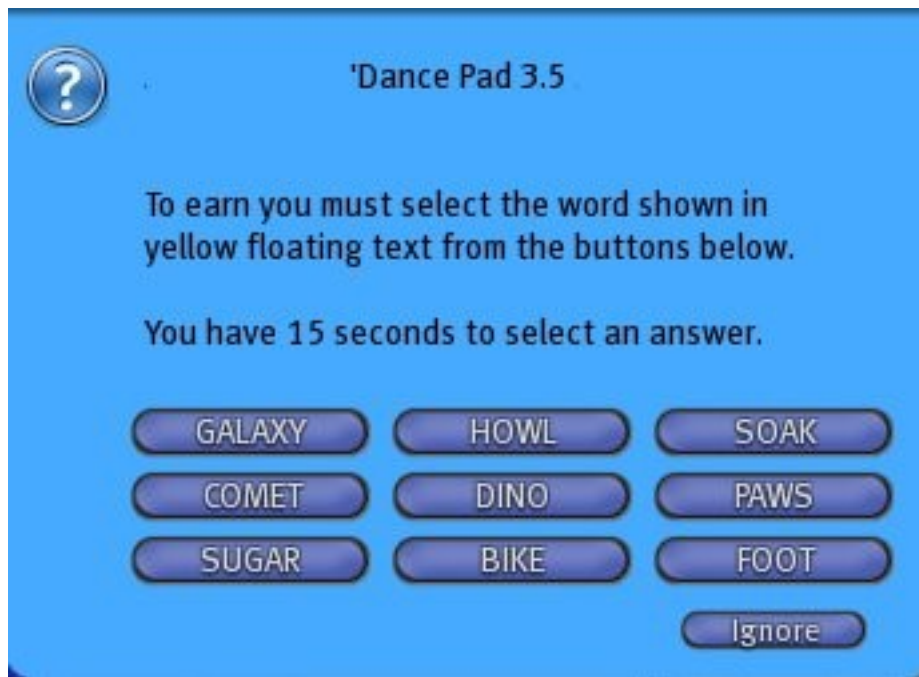 ?
'Dance Pad 3.5
To earn you must select the word shown in
yellow floating text from the buttons below.
You have 15 seconds to select an answer.
GALAXY HOWL SOAK
COMET DINO PAWS
SUGAR BIKE FOOT
Ignore